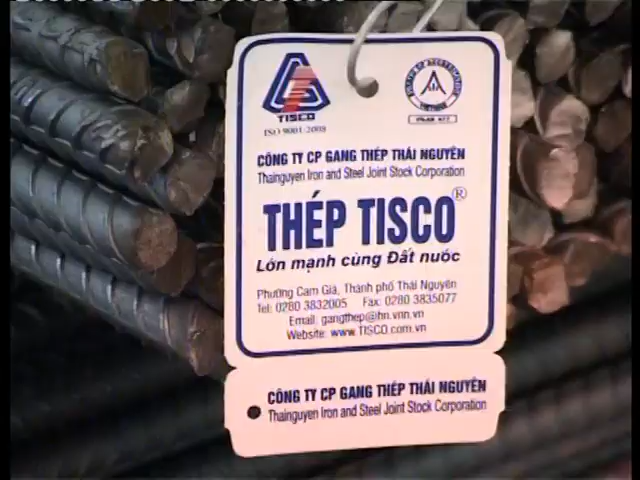 TISCO
ISO 9001:2008
CÔNG TY CP GANG THÉP THÁI NGUYÊN
Thainguyen Iron and Steel Joint Stock Corporation
THÉP TISCO®
Lớn mạnh cùng Đất nước
Phường Cam Giá, Thành phố Thái Nguyên
Tel: 0280 3832005 Fax: 0280 3835077
Email: gangthep@hn.vnn.vn
Website: www.TISCO.com.vn
CÔNG TY CP GANG THÉP THÁI NGUYÊN
Thainguyen Iron and Steel Joint Stock Corporation